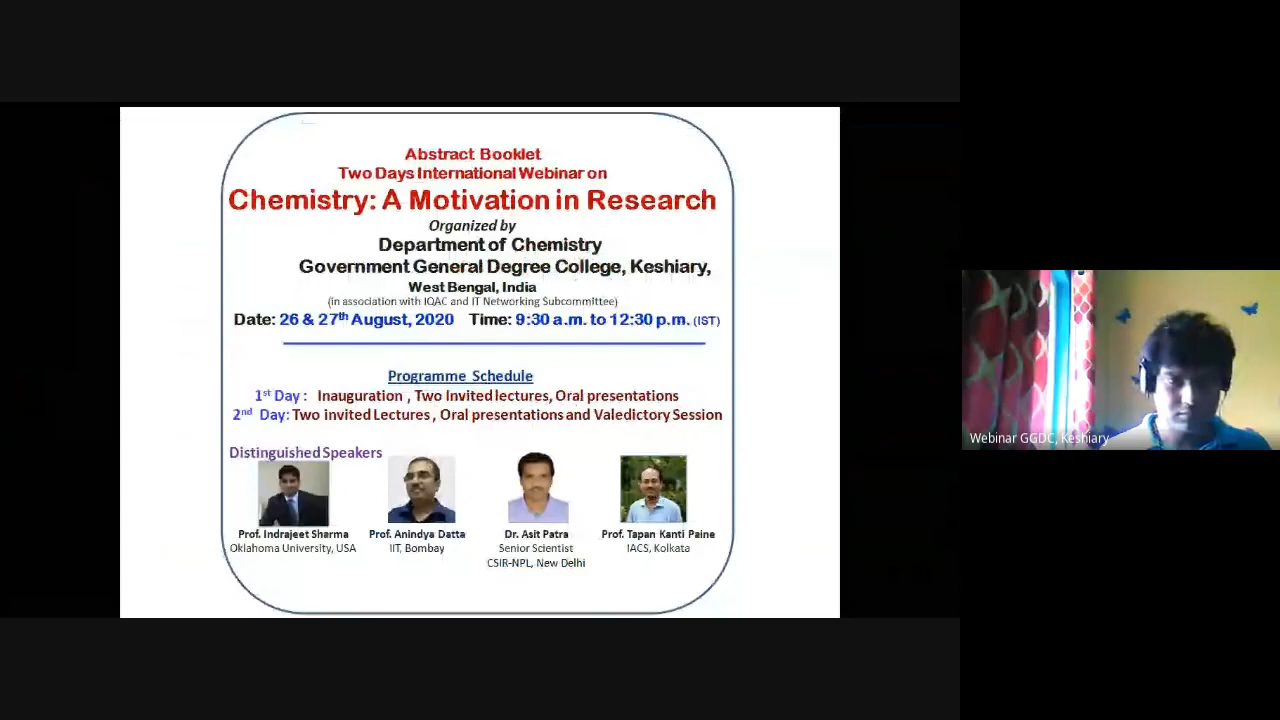 Abstract Booklet
Two Days International Webinar on
Chemistry: A Motivation in Research
Organized by
Department of Chemistry
Government General Degree College, Keshiary,
West Bengal, India
(in association with IQAC and IT Networking Subcommittee)
Date: 26 & 27th August, 2020 Time: 9:30 a.m. to 12:30 p.m. (IST)
Programme Schedule
1st Day : Inauguration , Two Invited lectures, Oral presentations
2nd Day: Two invited Lectures , Oral presentations and Valedictory Session
Distinguished Speakers
Prof. Indrajeet Sharma
Oklahoma University, USA
Prof. Anindya Datta
IIT, Bombay
Dr. Asit Patra
Senior Scientist
CSIR-NPL, New Delhi
Prof. Tapan Kanti Paine
IACS, Kolkata
Webinar GGDC, Keshiary